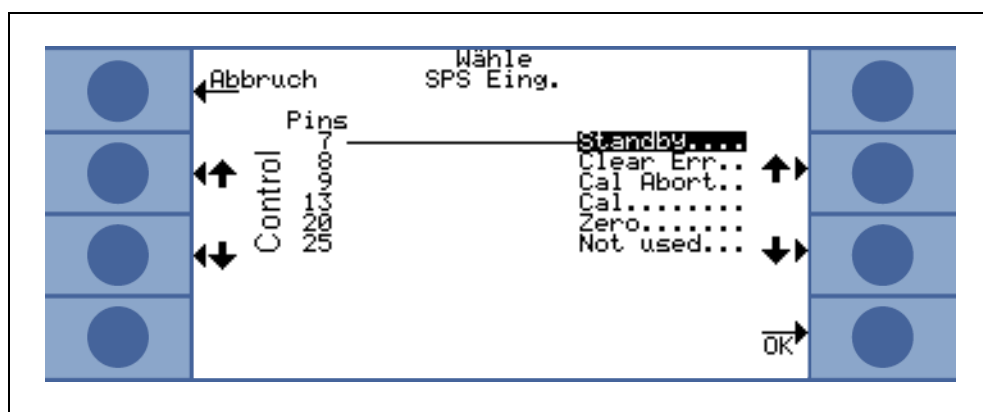 Wähle
SPS Eing.
Abbruch
Pins
Control
7
8
9
13
20
25
Standby....
Clear Err..
Cal Abort..
Cal........
Zero.......
Not used...
OK